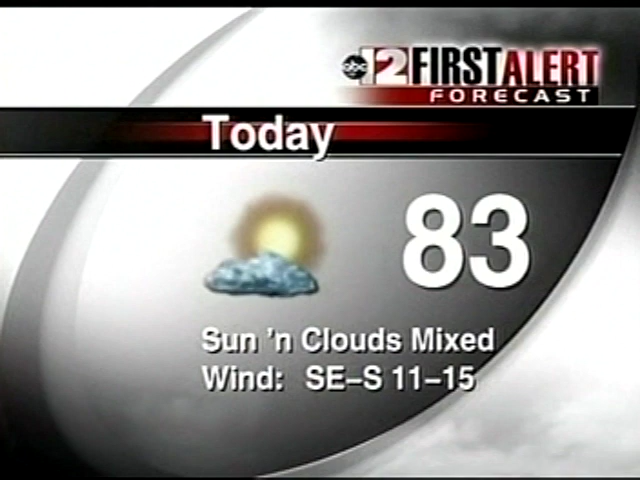 abc 12 FIRST ALERT
FORECAST
Today
83
Sun 'n Clouds Mixed
Wind: SE–S 11–15